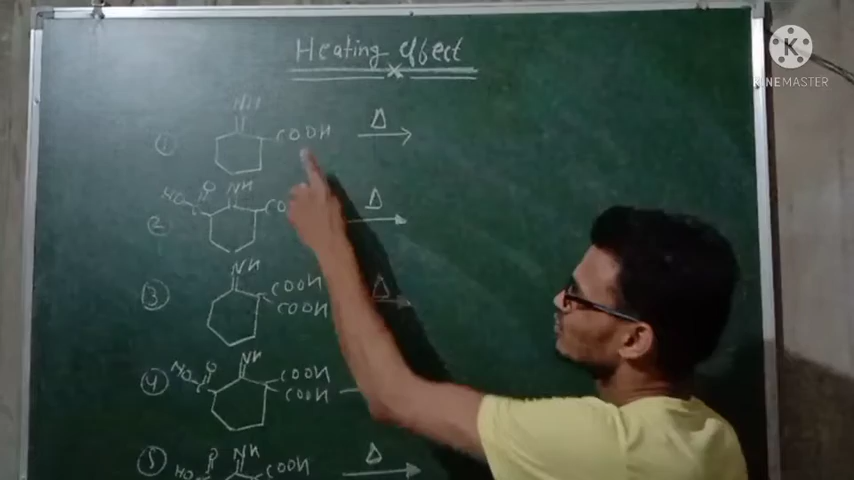 Heating effect
① NH COOH Δ
② HO O NH Δ
③ NH COOH COOH Δ
④ HO O NH COOH COOH
⑤ HO O NH COOH Δ
K
KINEMASTER